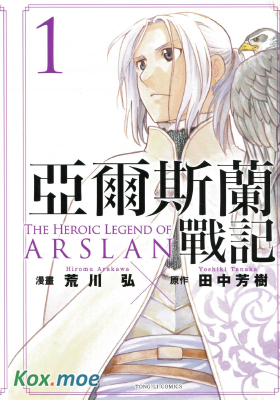 1
亞爾斯蘭
THE HEROIC LEGEND OF
ARSLAN
戰記
Hiromu Arakawa
漫畫 荒川 弘
×
Yoshiki Tanaka
原作 田中芳樹
TONG LI COMICS
Kox.moe